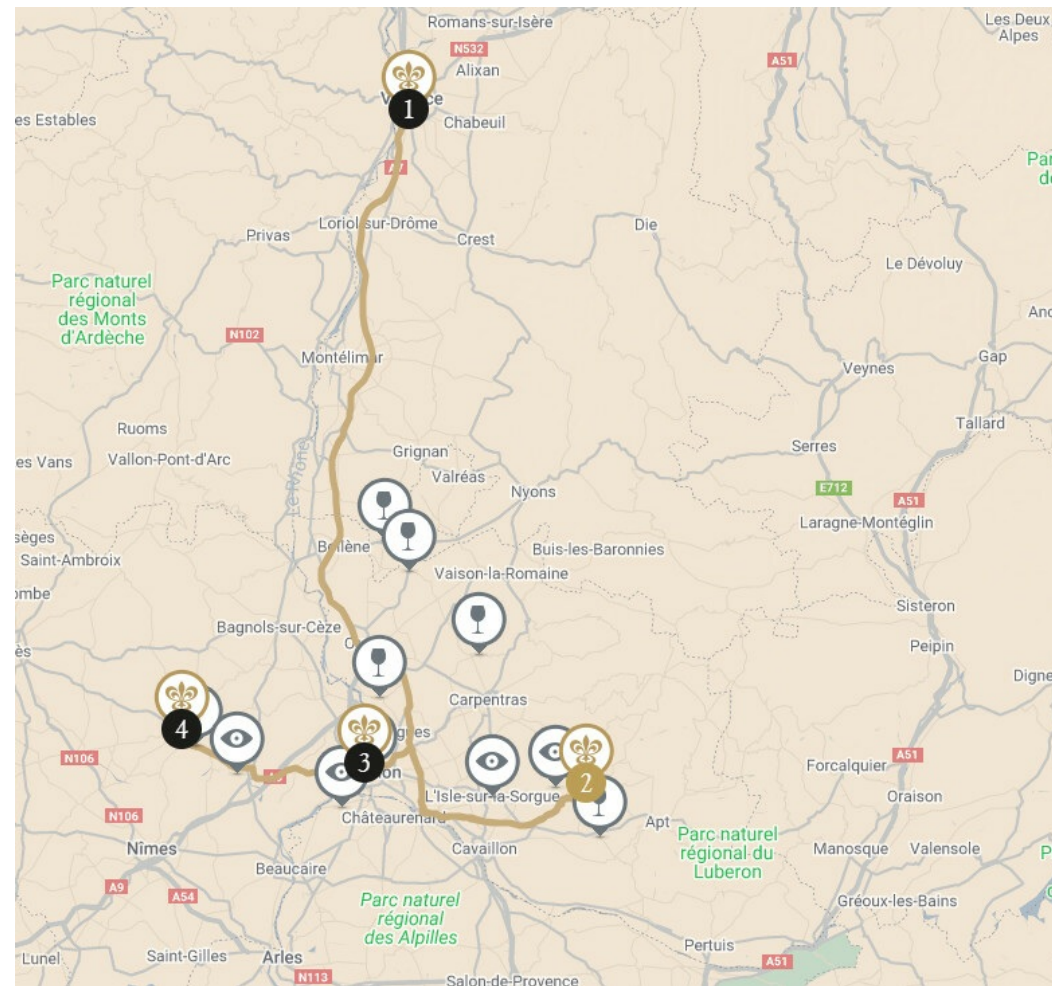 Romans-sur-Isère
Les Deux
Alpes
N532
A51
Alixan
1
Chabeuil
es Estables
A7
Loriol-sur-Drôme
Privas
Crest
Die
Le Dévoluy
Parc naturel
régional
des Monts
d'Ardèche
N102
Montélimar
Gap
Veynes
Tallard
Ruoms
Vallon-Pont-d'Arc
es Vans
Grignan
Valréas
Nyons
Serres
E712
A51
Laragne-Montéglin
Le Rhône
Bollène
Buis-les-Baronnies
Saint-Ambroix
Vaison-la-Romaine
Sisteron
Bagnols-sur-Cèze
Peipin
Digne
Carpentras
4
3
2
N106
A51
Forcalquier
L'Isle-sur-la-Sorgue
Oraison
N106
Châteaurenard
Apt
Nîmes
Cavaillon
Parc naturel
régional du
Luberon
Manosque
Valensole
Beaucaire
A9
A54
Parc naturel
régional
des Alpilles
Gréoux-les-Bains
Pertuis
A51
Lunel
Saint-Gilles
Arles
N113
Salon-de-Provence